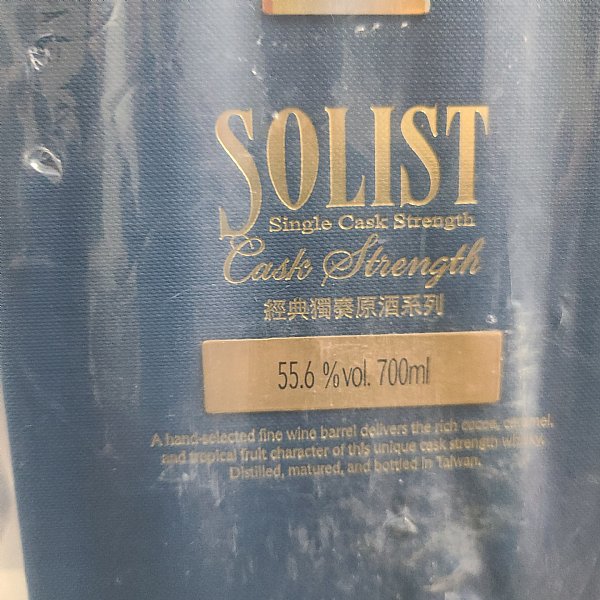 SOLIST
Single Cask Strength
Cask Strength
經典獨奏原酒系列
55.6 % vol. 700ml
A hand-selected fine wine barrel delivers the rich cocoa, caramel,
and tropical fruit character of this unique cask strength whisky.
Distilled, matured, and bottled in Taiwan.